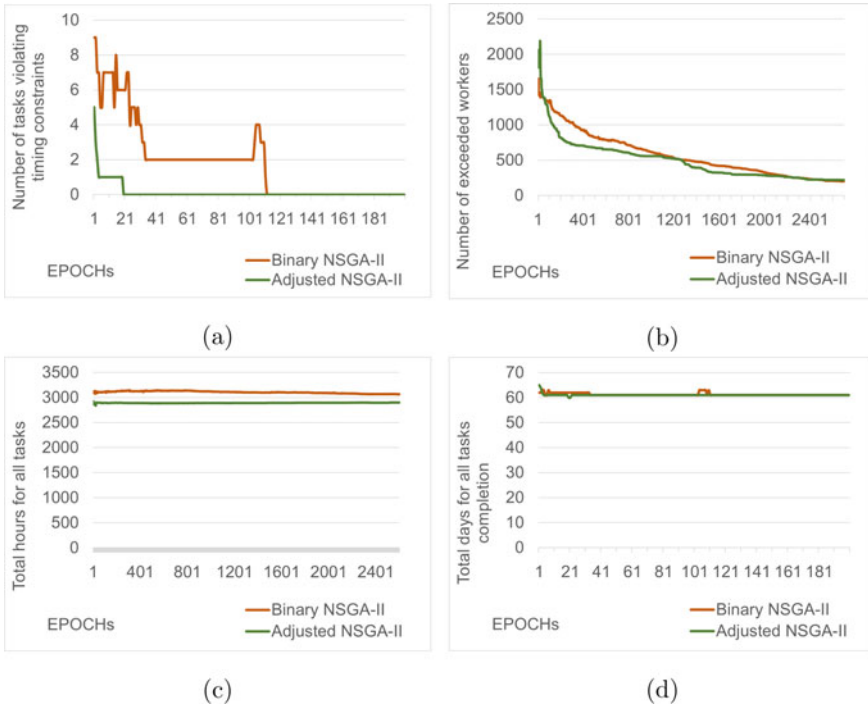 10
8
6
4
2
0
Number of tasks violating
timing constraints
1 21 41 61 81 101 121 141 161 181
EPOCHs
Binary NSGA-II
Adjusted NSGA-II
(a)
2500
2000
1500
1000
500
0
Number of exceeded workers
1 401 801 1201 1601 2001 2401
EPOCHs
Binary NSGA-II
Adjusted NSGA-II
(b)
3500
3000
2500
2000
1500
1000
500
0
Total hours for all tasks
1 401 801 1201 1601 2001 2401
EPOCHs
Binary NSGA-II
Adjusted NSGA-II
(c)
70
60
50
40
30
20
10
0
Total days for all tasks
completion
1 21 41 61 81 101 121 141 161 181
EPOCHs
Binary NSGA-II
Adjusted NSGA-II
(d)